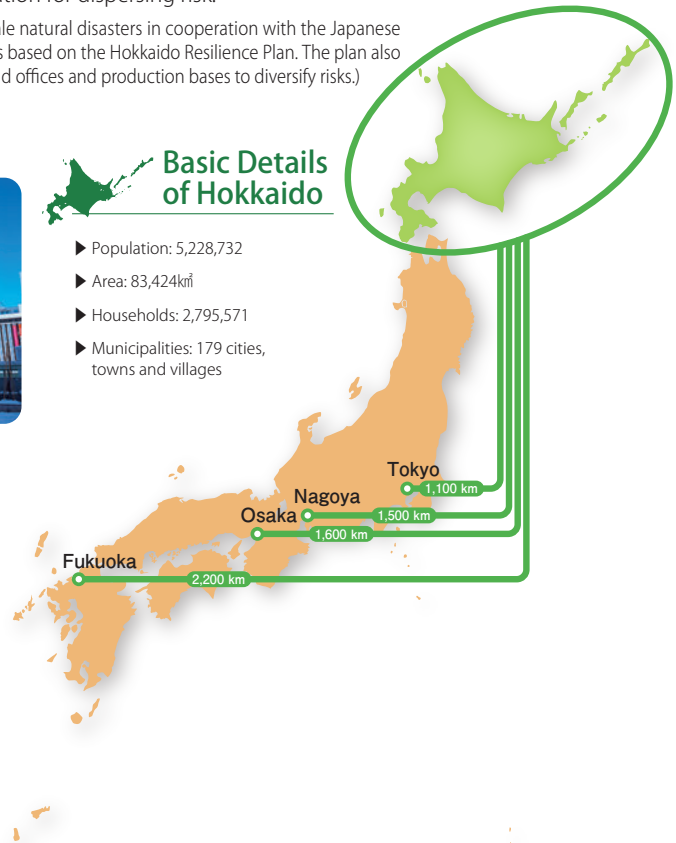 for dispersing risk.
natural disasters in cooperation with the Japanese
based on the Hokkaido Resilience Plan. The plan also
offices and production bases to diversify risks.)
Basic Details
of Hokkaido
▶ Population: 5,228,732
▶ Area: 83,424㎢
▶ Households: 2,795,571
▶ Municipalities: 179 cities,
towns and villages
Tokyo
1,100 km
Nagoya
1,500 km
Osaka
1,600 km
Fukuoka
2,200 km